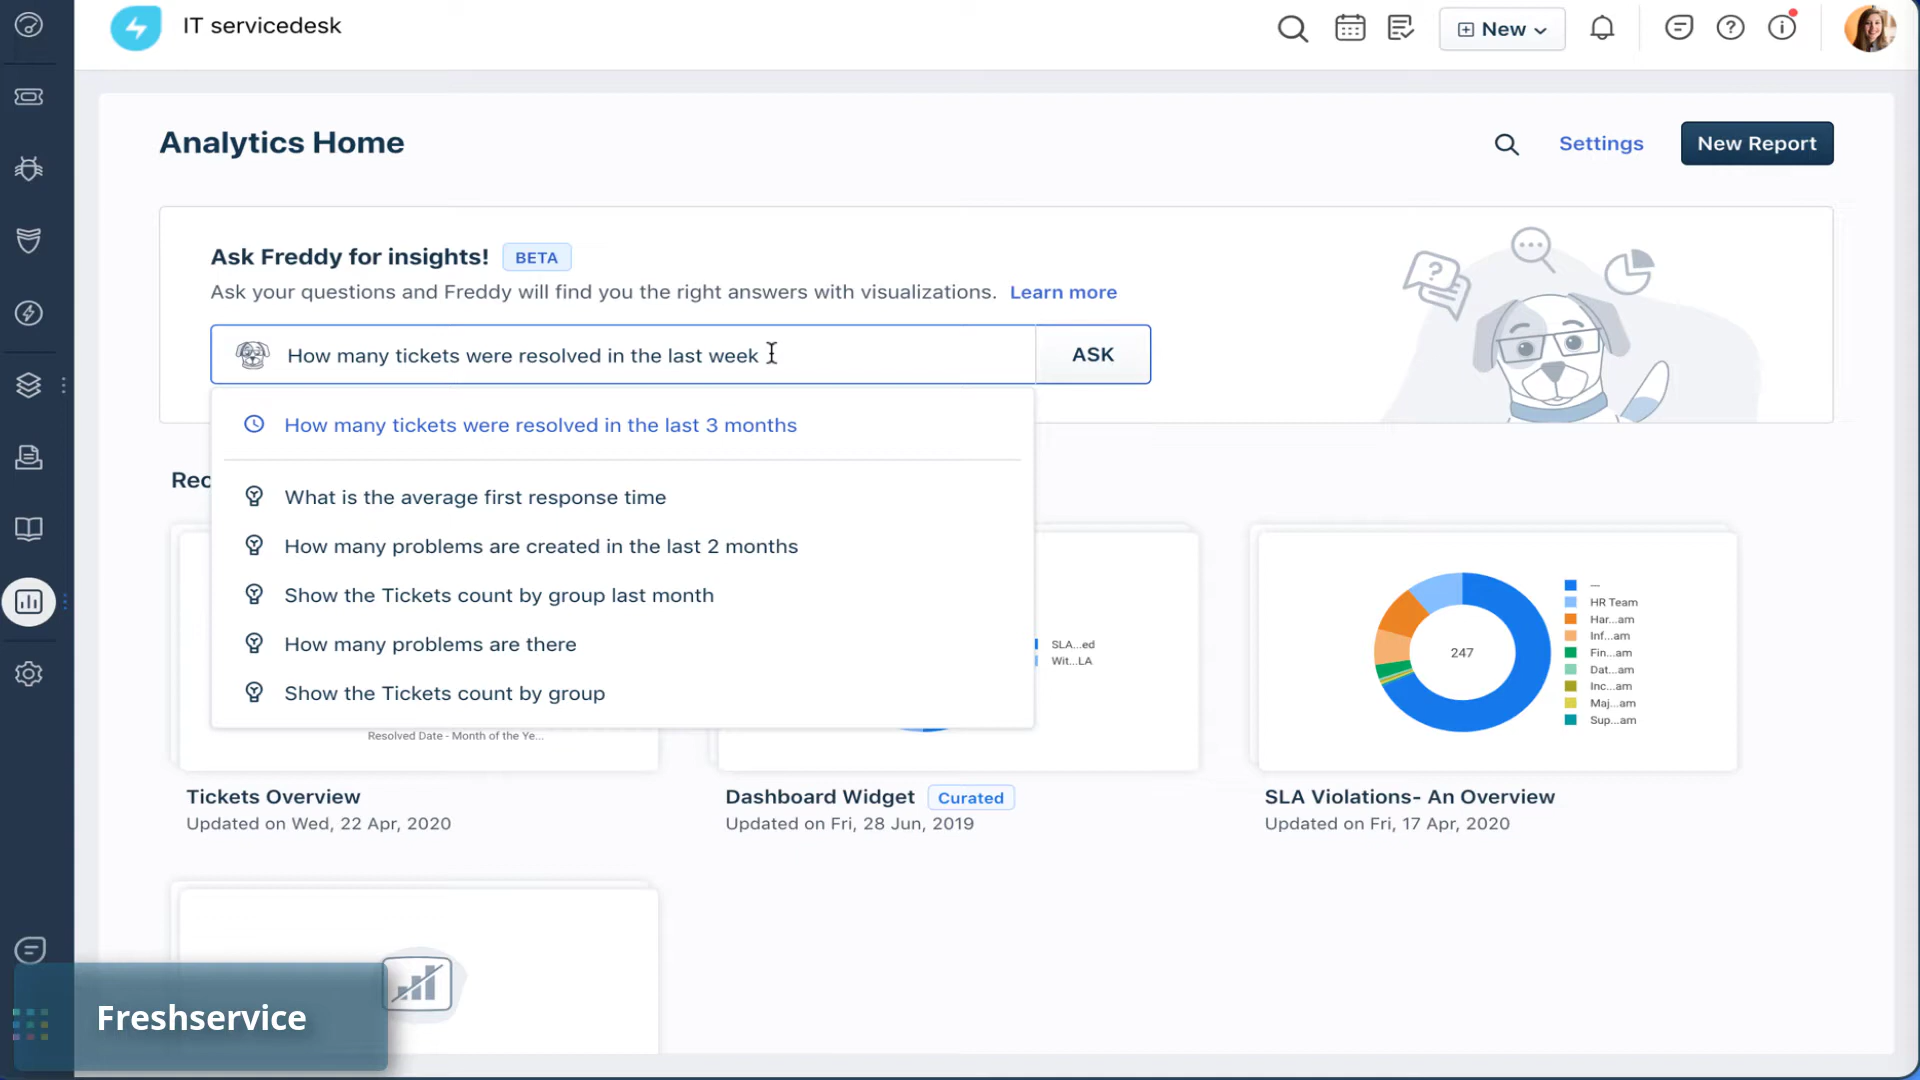 IT servicedesk
New
Analytics Home
Settings
New Report
Ask Freddy for insights!
BETA
Ask your questions and Freddy will find you the right answers with visualizations. Learn more
How many tickets were resolved in the last week
ASK
How many tickets were resolved in the last 3 months
Rec
What is the average first response time
How many problems are created in the last 2 months
Show the Tickets count by group last month
How many problems are there
Show the Tickets count by group
Resolved Date - Month of the Ye...
SLA...ed
Wit...LA
247
---
HR Team
Har...am
Inf...am
Fin...am
Dat...am
Inc...am
Maj...am
Sup...am
Tickets Overview
Updated on Wed, 22 Apr, 2020
Dashboard Widget
Curated
Updated on Fri, 28 Jun, 2019
SLA Violations- An Overview
Updated on Fri, 17 Apr, 2020
Freshservice